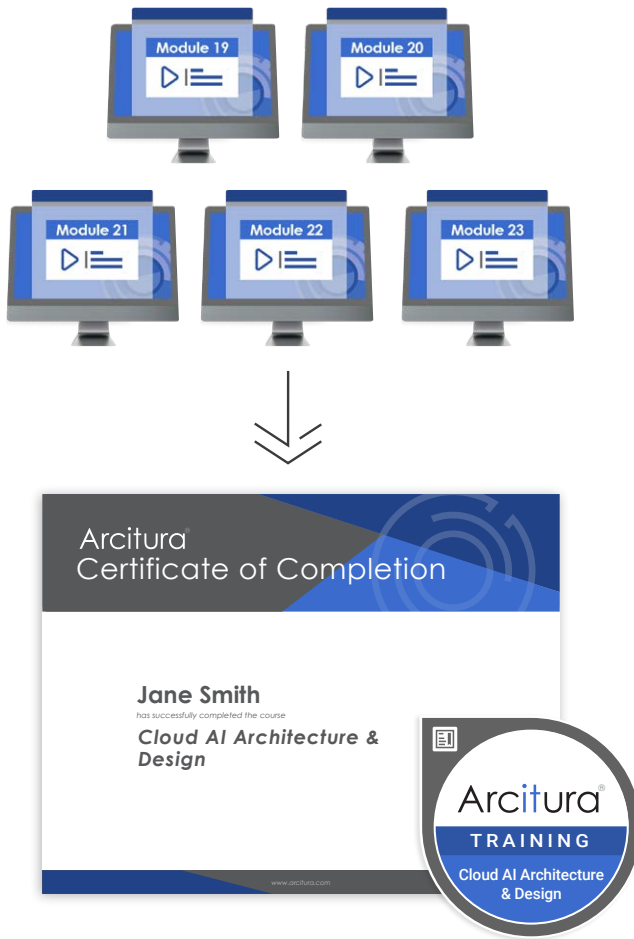 Module 19
Module 20
Module 21
Module 22
Module 23
Arcitura®
Certificate of Completion
Jane Smith
has successfully completed the course
Cloud AI Architecture &
Design
www.arcitura.com
Arcitura®
TRAINING
Cloud AI Architecture
& Design